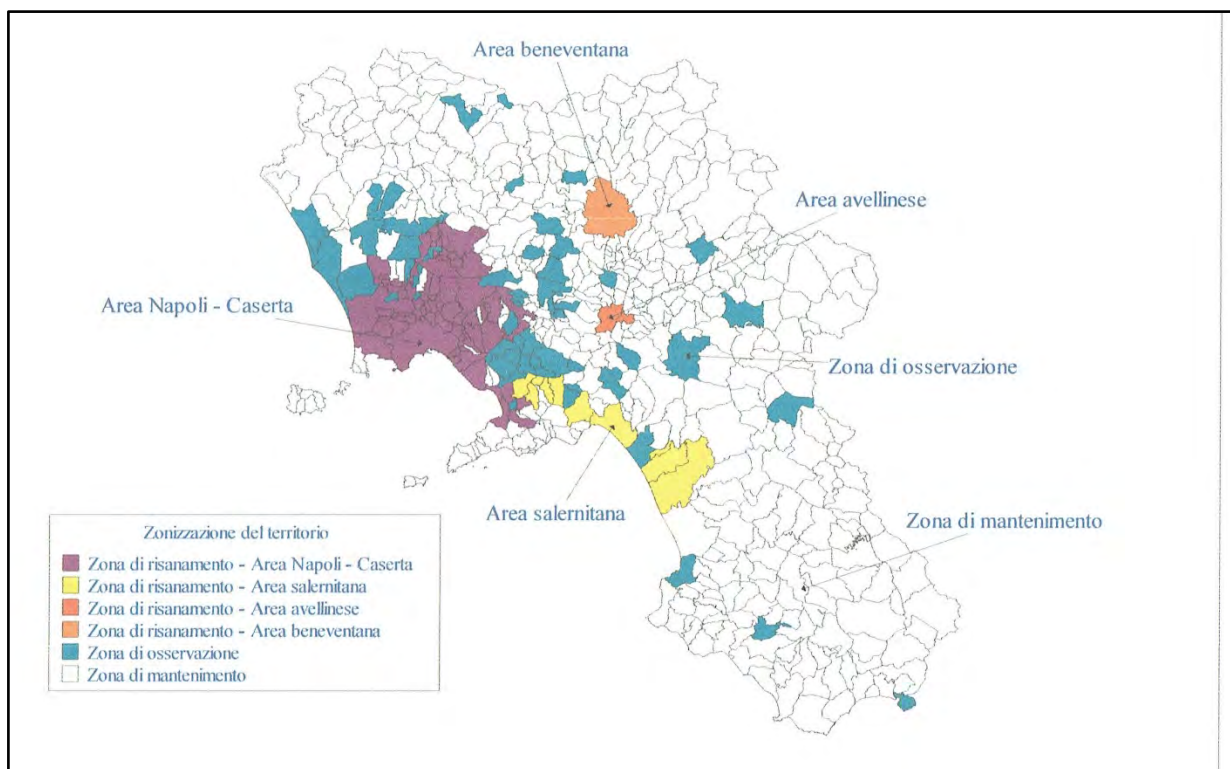 Area beneventana
Area avellinese
Area Napoli - Caserta
Zona di osservazione
Area salernitana
Zona di mantenimento
Zonizzazione del territorio
Zona di risanamento - Area Napoli - Caserta
Zona di risanamento - Area salernitana
Zona di risanamento - Area avellinese
Zona di risanamento - Area beneventana
Zona di osservazione
Zona di mantenimento